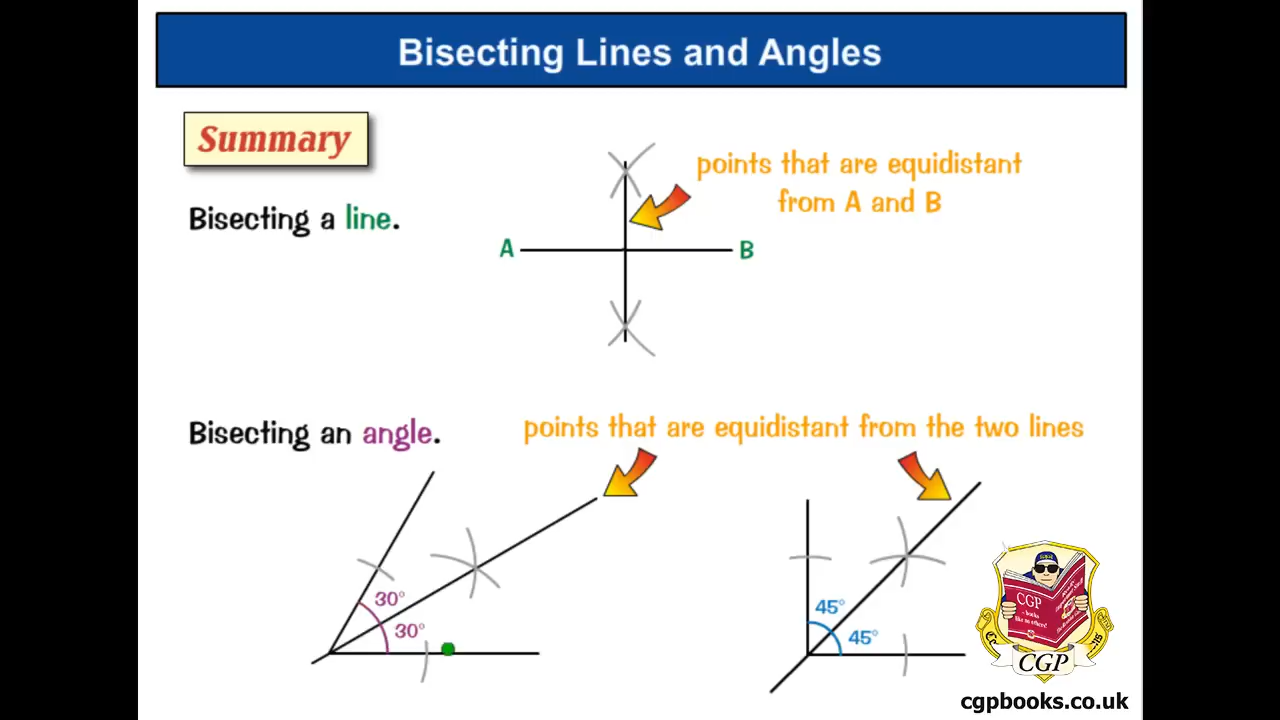 Bisecting Lines and Angles
Summary
points that are equidistant
from A and B
Bisecting a line.
A
B
Bisecting an angle.
points that are equidistant from the two lines
30°
30°
45°
45°
CGP
CGP
cgpbooks.co.uk